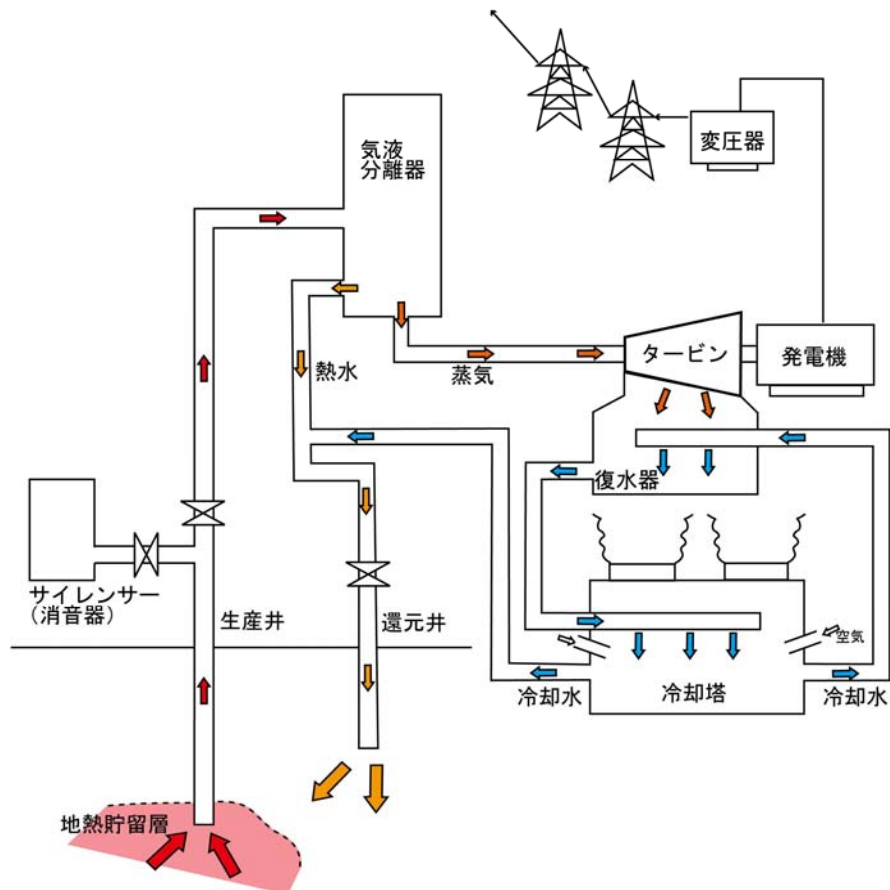 変圧器
気液
分離器
タービン
発電機
熱水
蒸気
復水器
サイレンサー
(消音器)
生産井
還元井
空気
冷却水
冷却塔
冷却水
地熱貯留層